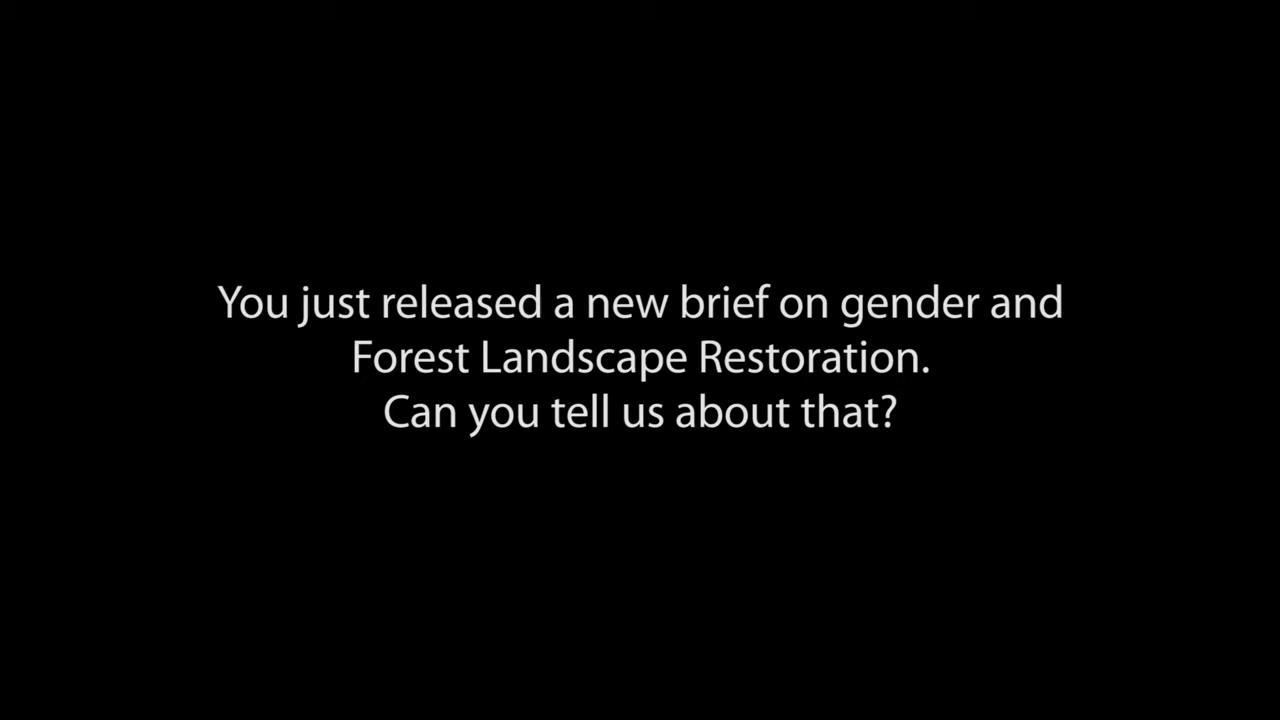 You just released a new brief on gender and
Forest Landscape Restoration.
Can you tell us about that?